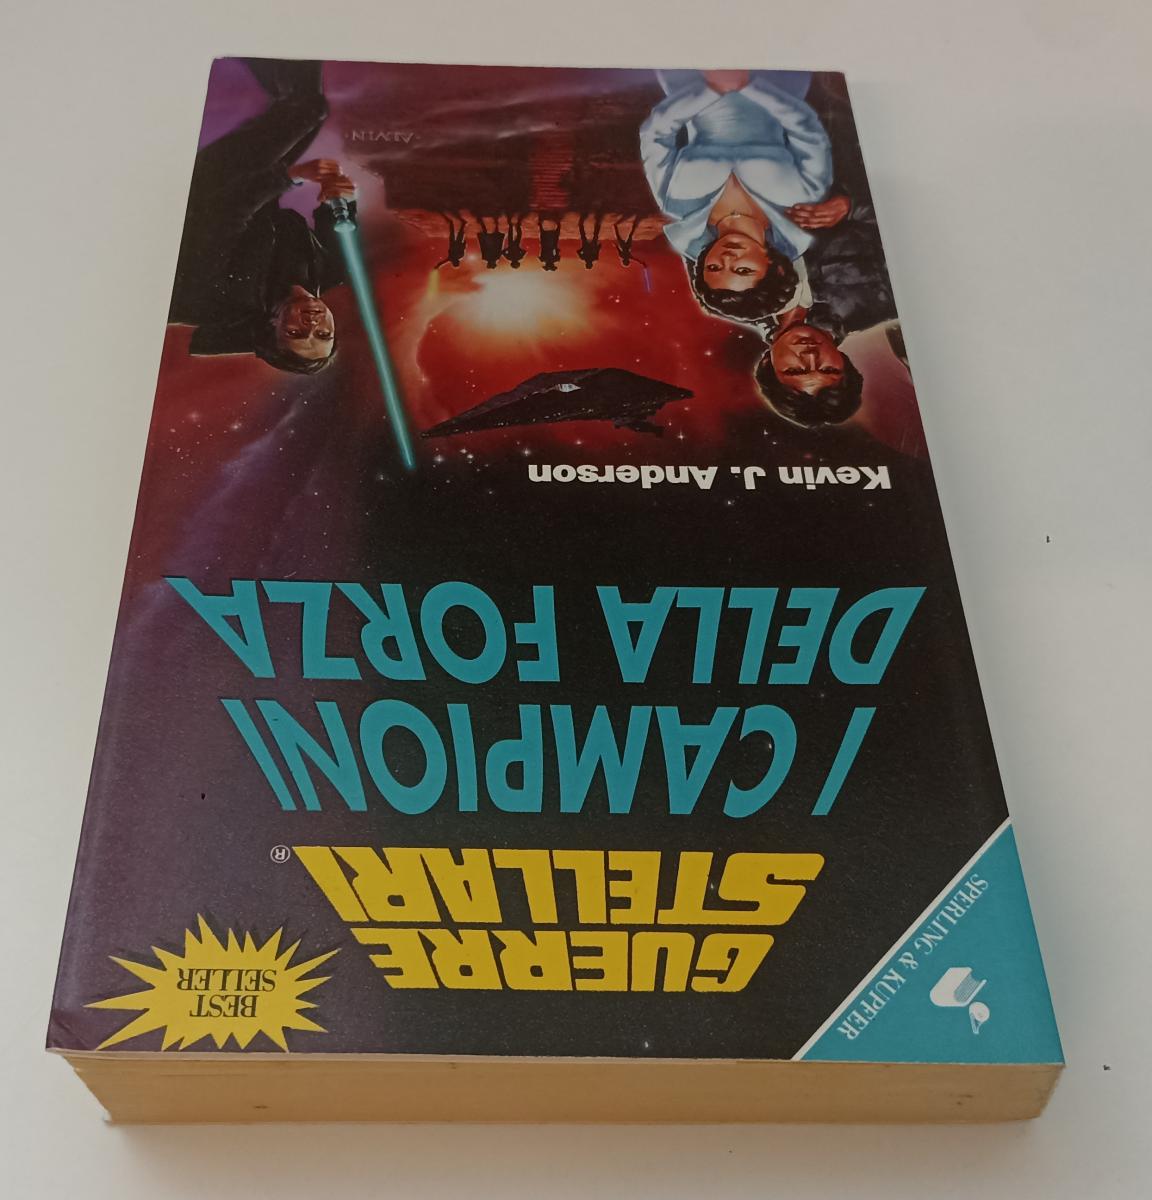 SPERLING & KUPFER
BEST
SELLER
GUERRE
STELLARI®
I CAMPIONI
DELLA FORZA
Kevin J. Anderson
·ALVIN·